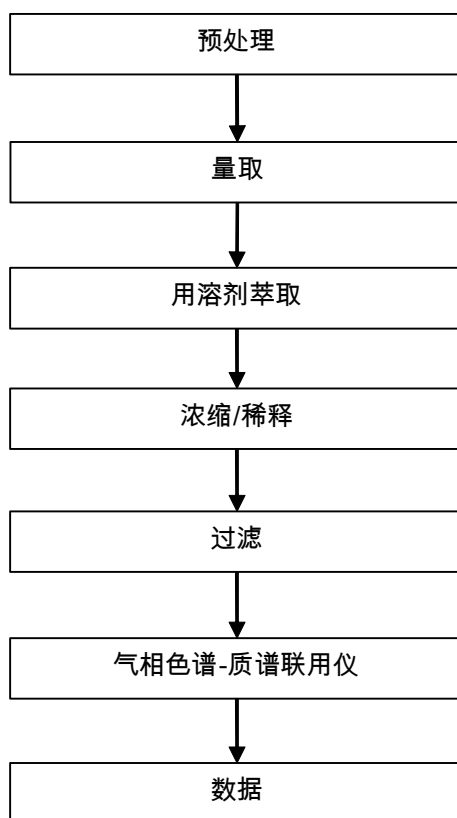 预处理
量取
用溶剂萃取
浓缩/稀释
过滤
气相色谱-质谱联用仪
数据